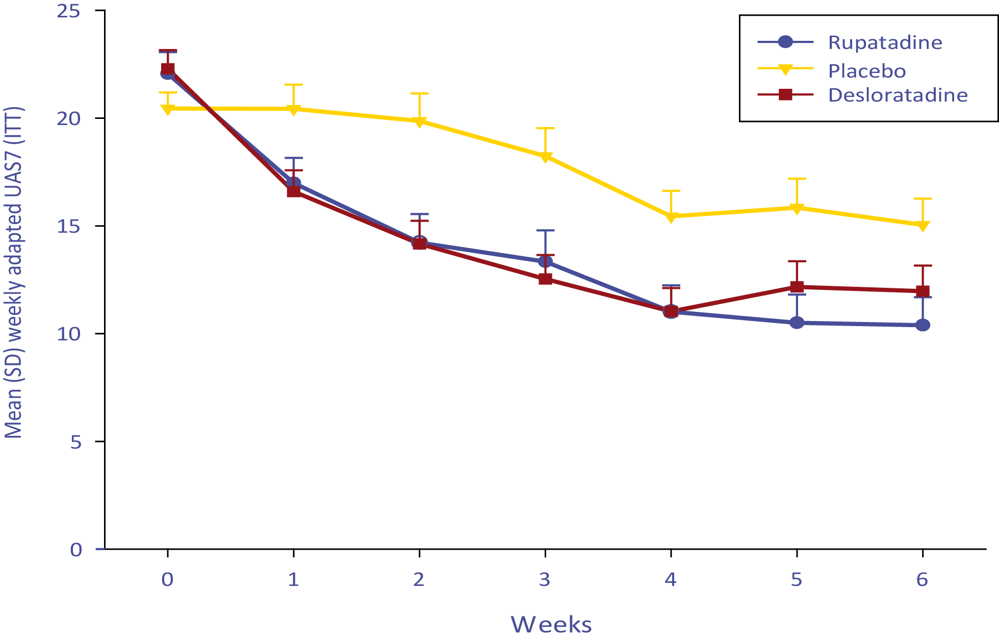 Mean (SD) weekly adapted UAS7 (ITT)
25
20
15
10
5
0
Rupatadine
Placebo
Desloratadine
0 1 2 3 4 5 6
Weeks